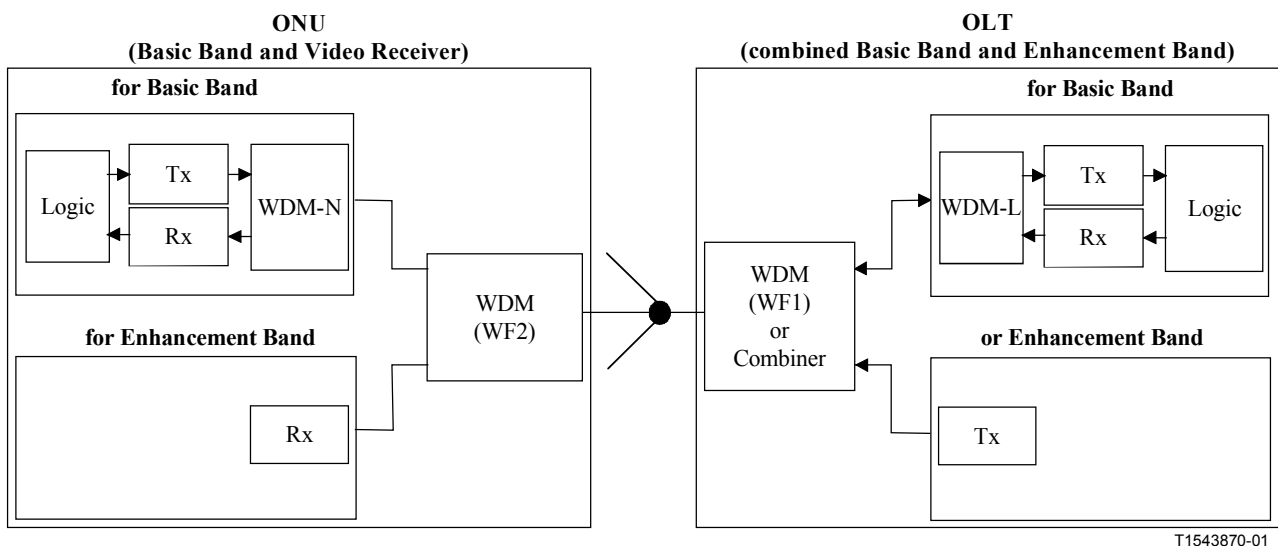 ONU
(Basic Band and Video Receiver)
for Basic Band
Logic
Tx
Rx
WDM-N
for Enhancement Band
Rx
WDM
(WF2)
OLT
(combined Basic Band and Enhancement Band)
for Basic Band
WDM-L
Tx
Rx
Logic
WDM
(WF1)
or
Combiner
or Enhancement Band
Tx
T1543870-01